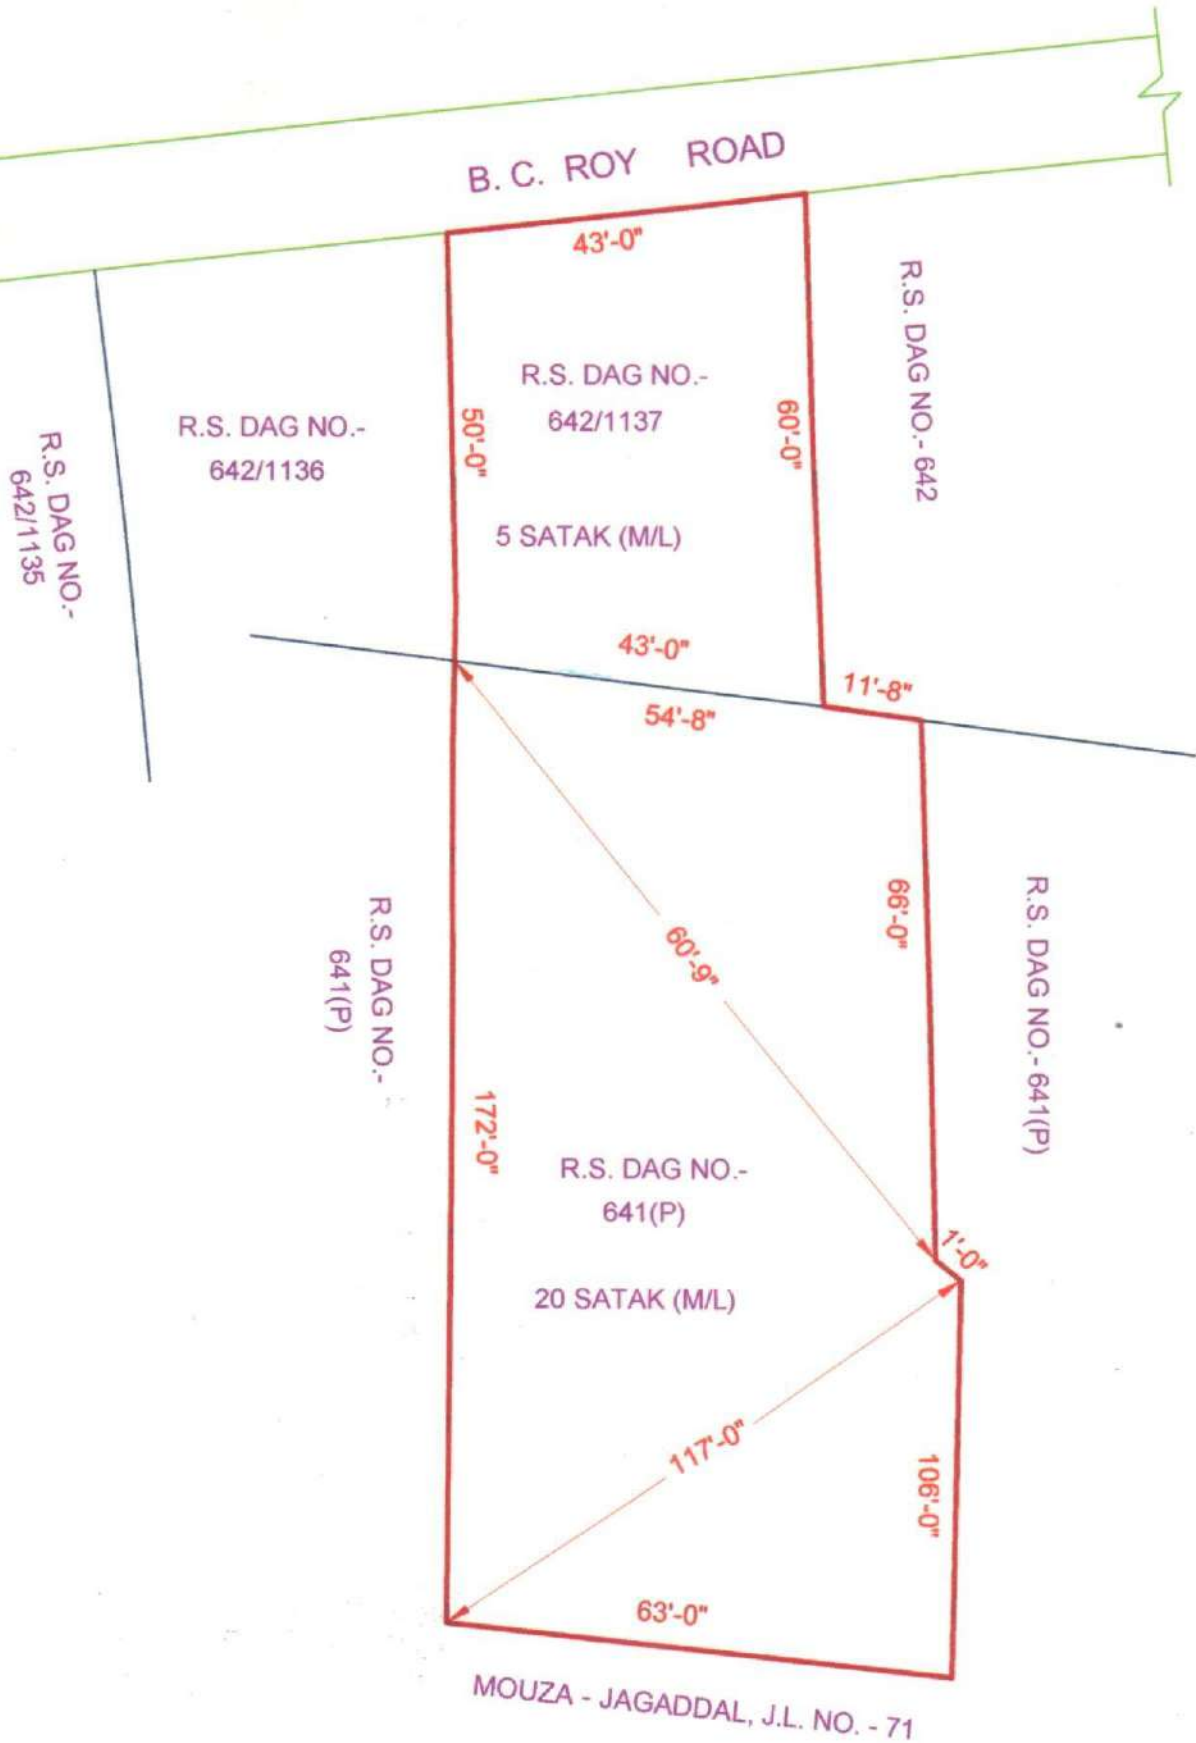 B. C. ROY ROAD
43'-0"
R.S. DAG NO.- 642
R.S. DAG NO.-
642/1137
60'-0"
50'-0"
R.S. DAG NO.-
642/1136
R.S. DAG NO.-
642/1135
5 SATAK (M/L)
43'-0"
11'-8"
54'-8"
66'-0"
R.S. DAG NO.- 641(P)
60'-9"
R.S. DAG NO.-
641(P)
172'-0"
R.S. DAG NO.-
641(P)
1'-0"
20 SATAK (M/L)
117'-0"
106'-0"
63'-0"
MOUZA - JAGADDAL, J.L. NO. - 71